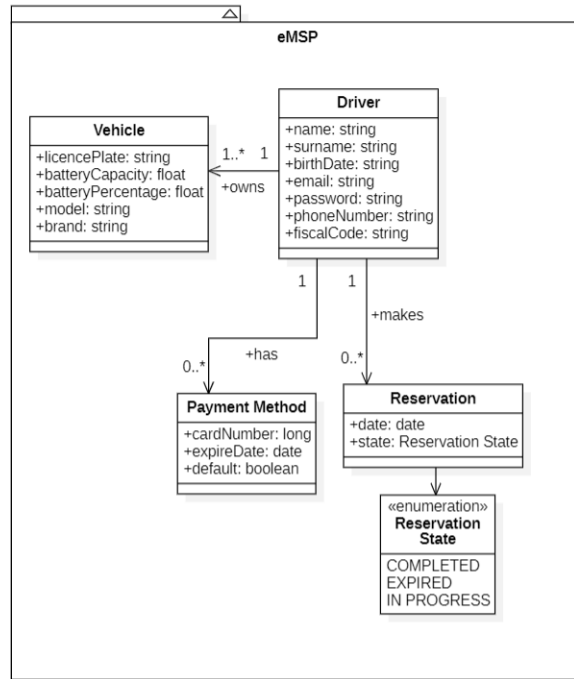 eMSP
Driver
+name: string
+surname: string
+birthDate: string
+email: string
+password: string
+phoneNumber: string
+fiscalCode: string
Vehicle
+licencePlate: string
+batteryCapacity: float
+batteryPercentage: float
+model: string
+brand: string
1..*
1
+owns
1
1
+makes
+has
0..*
0..*
Payment Method
+cardNumber: long
+expireDate: date
+default: boolean
Reservation
+date: date
+state: Reservation State
«enumeration»
Reservation
State
COMPLETED
EXPIRED
IN PROGRESS